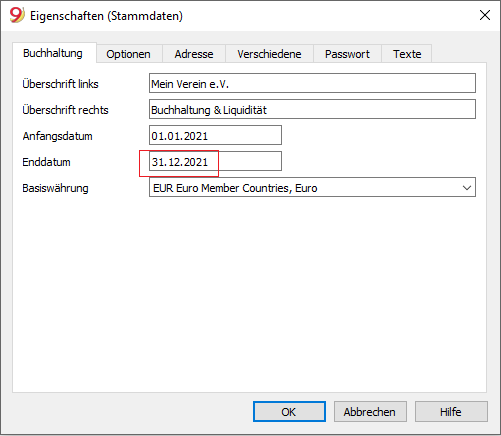 9 Eigenschaften (Stammdaten)
Buchhaltung Optionen Adresse Verschiedene Passwort Texte
Überschrift links Mein Verein e.V.
Überschrift rechts Buchhaltung & Liquidität
Anfangsdatum 01.01.2021
Enddatum 31.12.2021
Basiswährung EUR Euro Member Countries, Euro
OK Abbrechen Hilfe